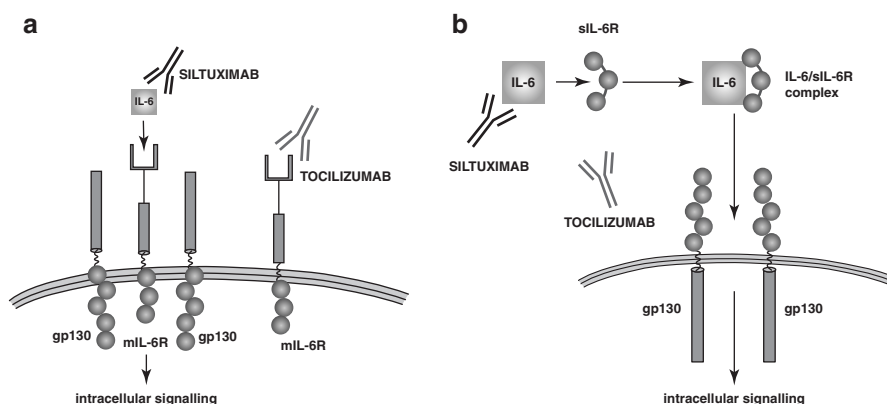 a
SILTUXIMAB
IL-6
TOCILIZUMAB
gp130
mIL-6R
gp130
mIL-6R
intracellular signalling
b
sIL-6R
IL-6
IL-6
IL-6/sIL-6R
complex
SILTUXIMAB
TOCILIZUMAB
gp130
gp130
intracellular signalling